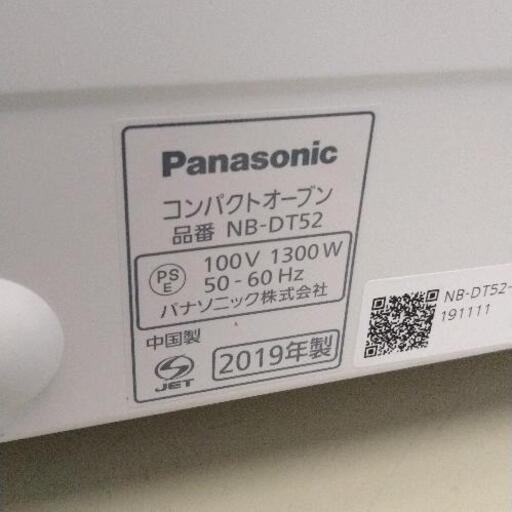 Panasonic
コンパクトオーブン
品番 NB-DT52
PS
E
100V 1300W
50-60Hz
パナソニック株式会社
中国製
JET
2019年製
NB-DT52-
191111